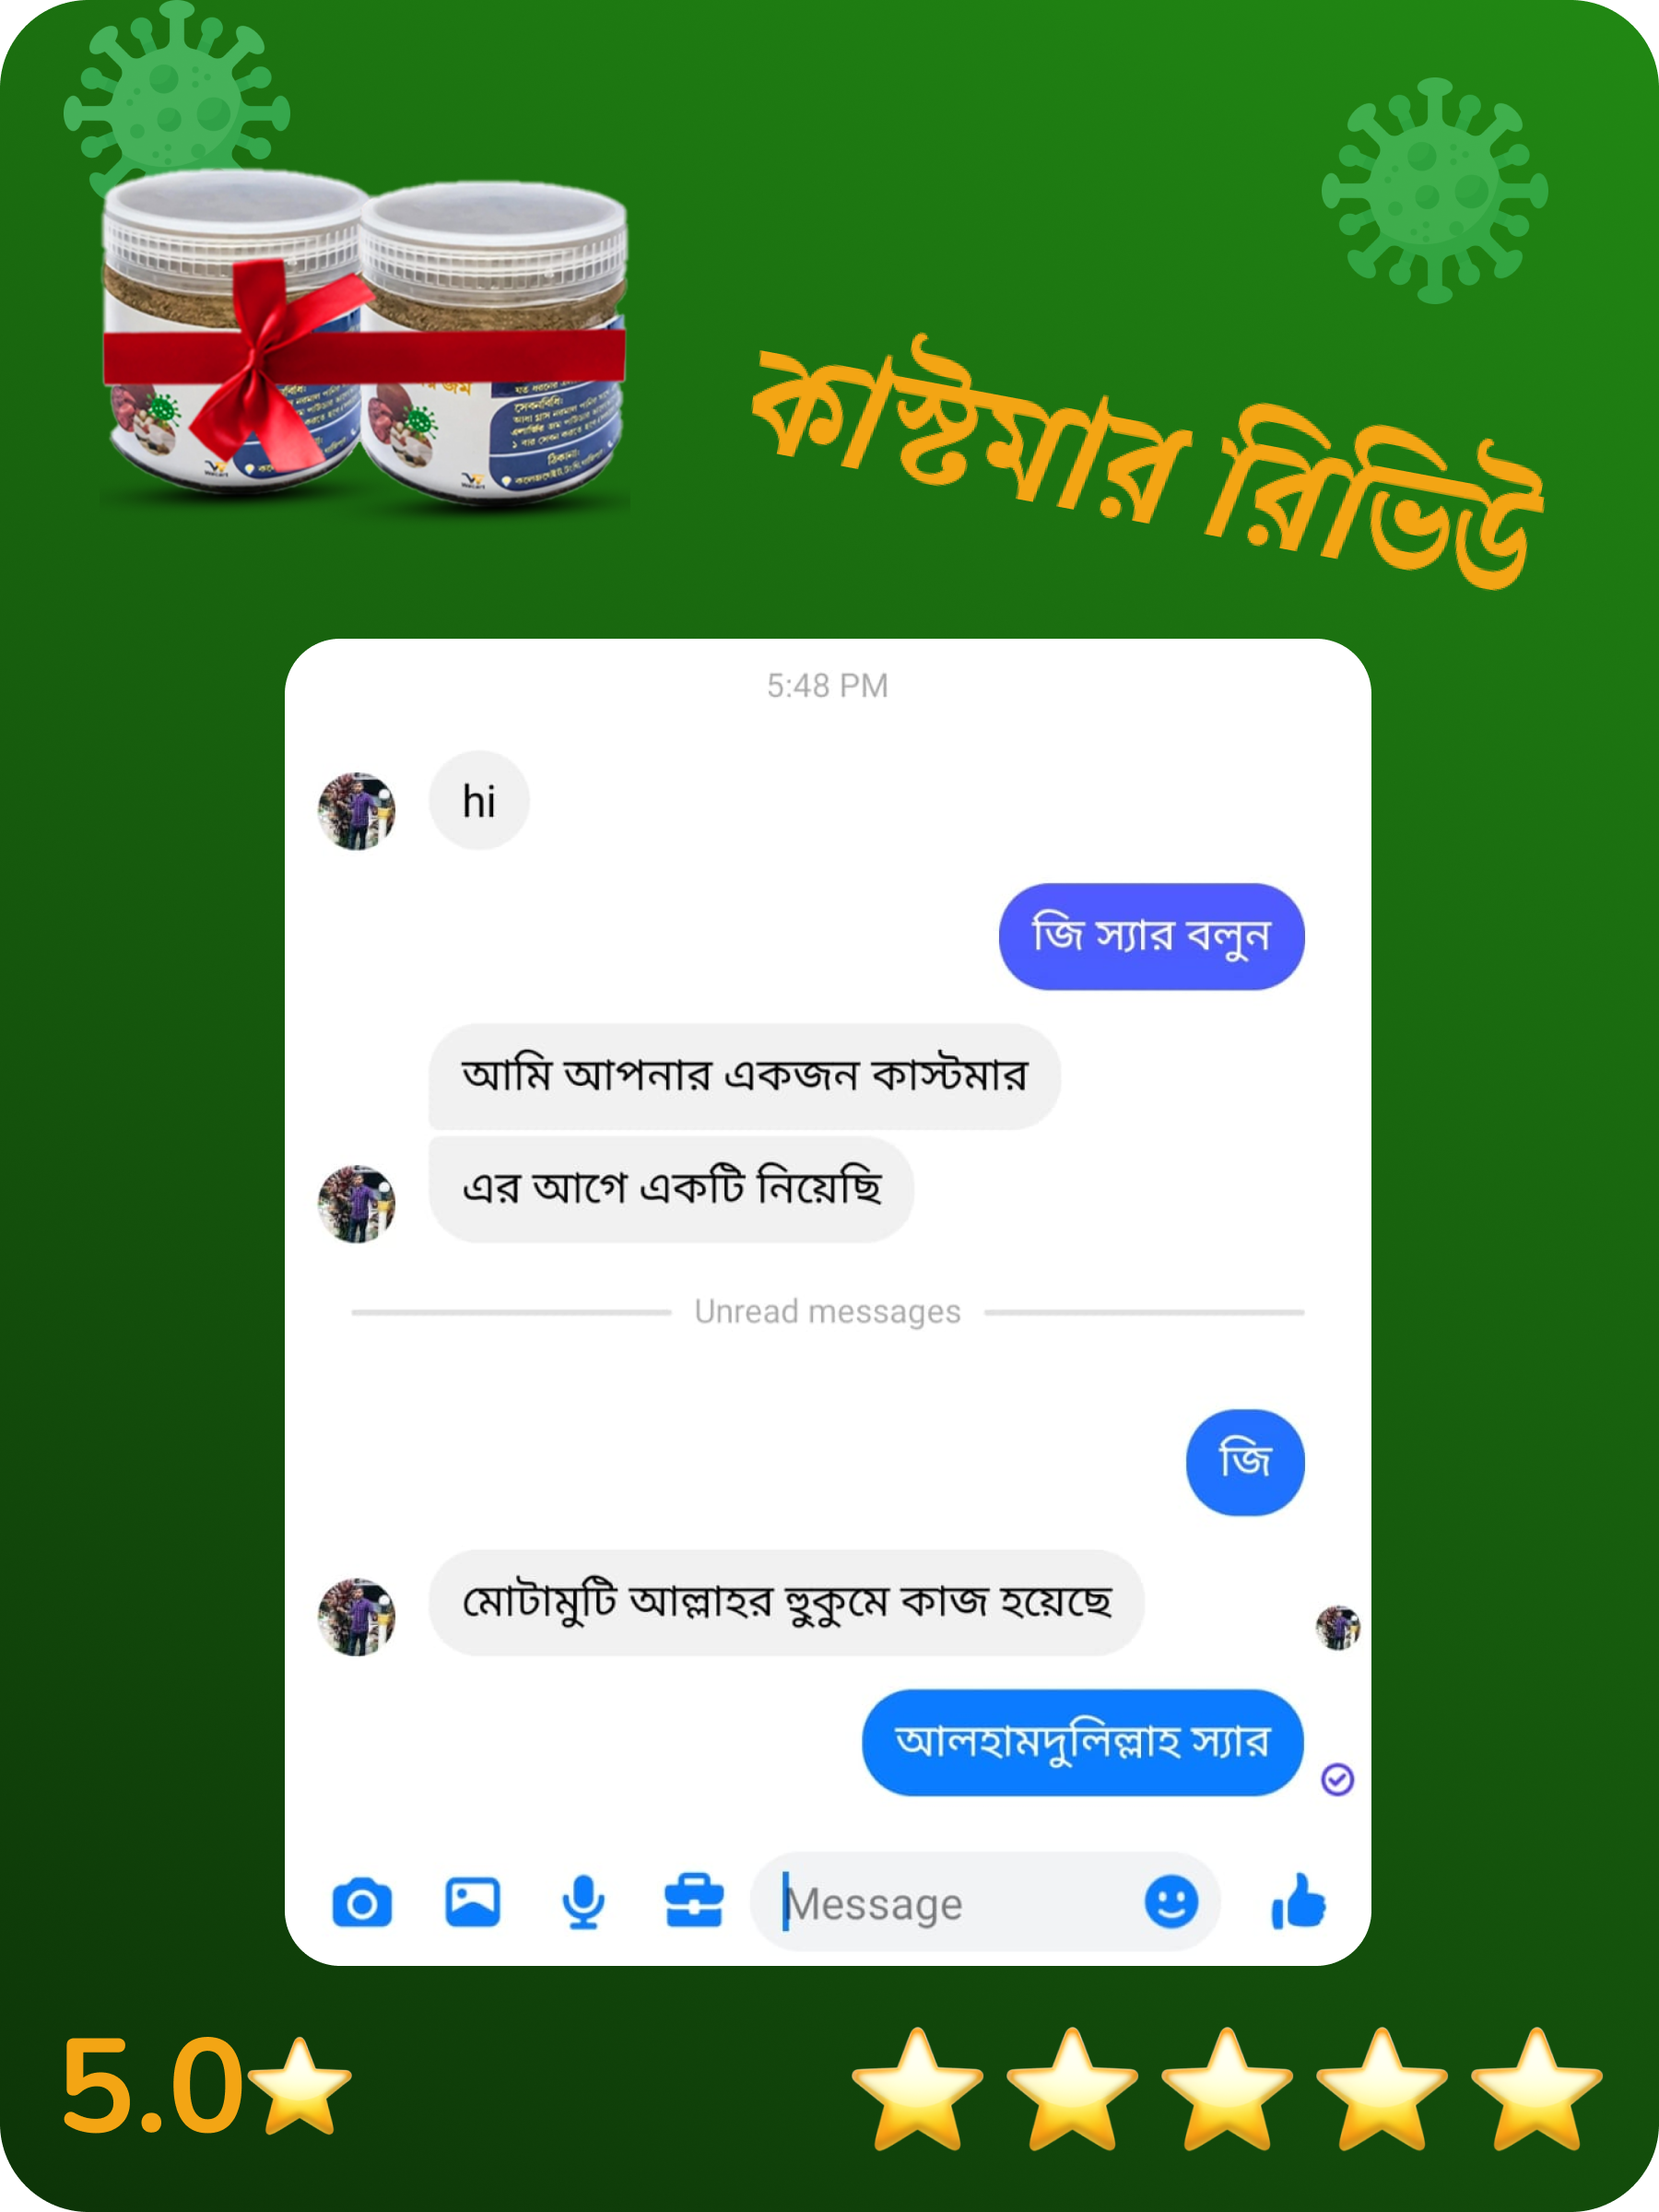 কাস্টমার রিভিউ
5:48 PM
hi
জি স্যার বলুন
আমি আপনার একজন কাস্টমার
এর আগে একটি নিয়েছি
Unread messages
জি
মোটামুটি আল্লাহর হুকুমে কাজ হয়েছে
আলহামদুলিল্লাহ স্যার
Message
5.0